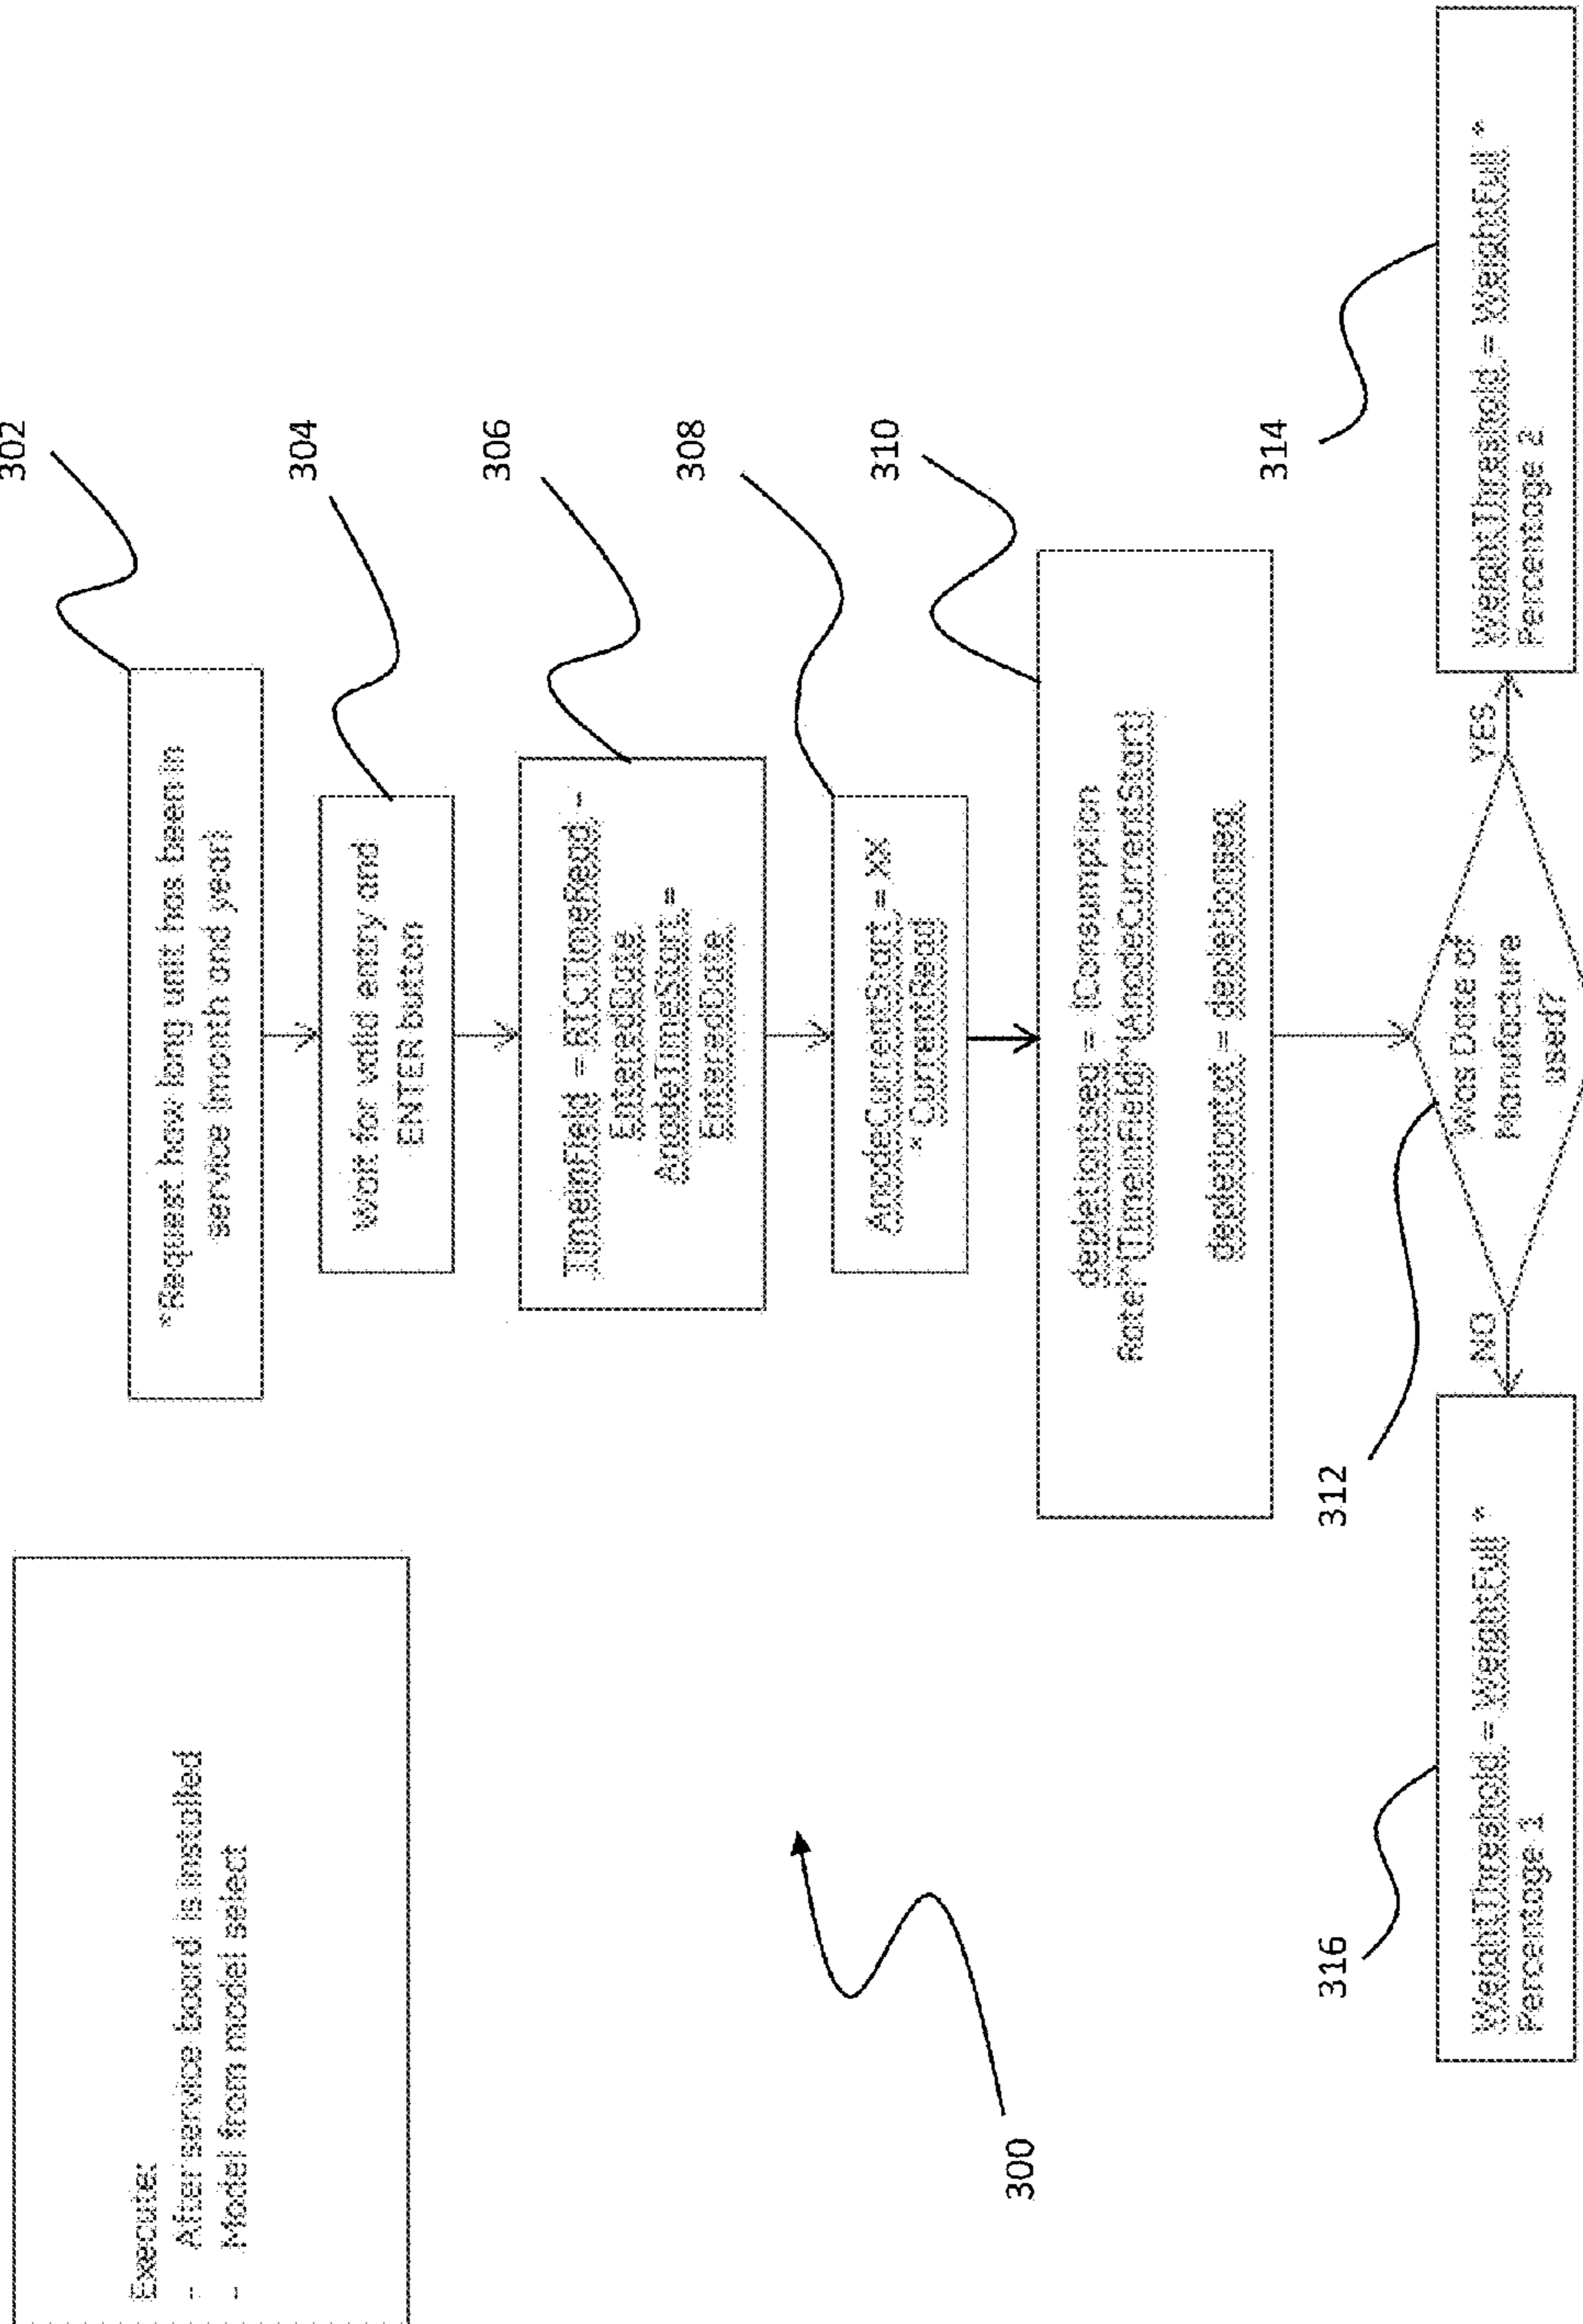 Execute:
- After service board is installed
- Model from model select
300
302
*Request how long unit has been in
service (month and year)
304
Wait for valid entry and
ENTER button
306
TimeinField = RTCTimeRead -
EnteredDate
AnodeTimeStart =
EnteredDate
308
AnodeCurrentStart = XX
* CurrentRead
310
depletionseg = (Consumption
Rate)*(TimeinField)*(AnodeCurrentStart)
depletiontot = depletionseg
312
Was Date of
Manufacture
used?
NO
YES
314
WeightThreshold = WeightFull *
Percentage 2
316
WeightThreshold = WeightFull *
Percentage 1